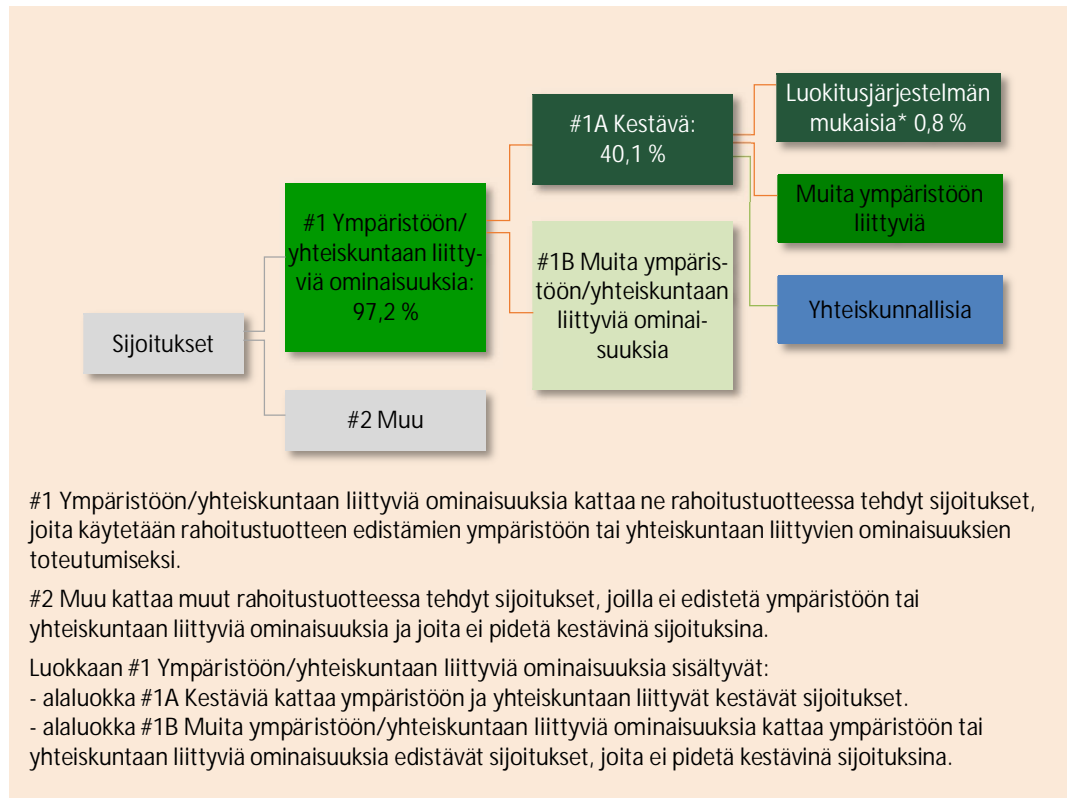 Sijoitukset
#1 Ympäristöön/
yhteiskuntaan liitty-
viä ominaisuuksia:
97,2 %
#2 Muu
#1A Kestävä:
40,1 %
#1B Muita ympäris-
töön/yhteiskuntaan
liittyviä ominai-
suuksia
Luokitusjärjestelmän
mukaisia* 0,8 %
Muita ympäristöön
liittyviä
Yhteiskunnallisia
#1 Ympäristöön/yhteiskuntaan liittyviä ominaisuuksia kattaa ne rahoitustuotteessa tehdyt sijoitukset,
joita käytetään rahoitustuotteen edistämien ympäristöön tai yhteiskuntaan liittyvien ominaisuuksien
toteutumiseksi.
#2 Muu kattaa muut rahoitustuotteessa tehdyt sijoitukset, joilla ei edistetä ympäristöön tai
yhteiskuntaan liittyviä ominaisuuksia ja joita ei pidetä kestävinä sijoituksina.
Luokkaan #1 Ympäristöön/yhteiskuntaan liittyviä ominaisuuksia sisältyvät:
- alaluokka #1A Kestäviä kattaa ympäristöön ja yhteiskuntaan liittyvät kestävät sijoitukset.
- alaluokka #1B Muita ympäristöön/yhteiskuntaan liittyviä ominaisuuksia kattaa ympäristöön tai
yhteiskuntaan liittyviä ominaisuuksia edistävät sijoitukset, joita ei pidetä kestävinä sijoituksina.